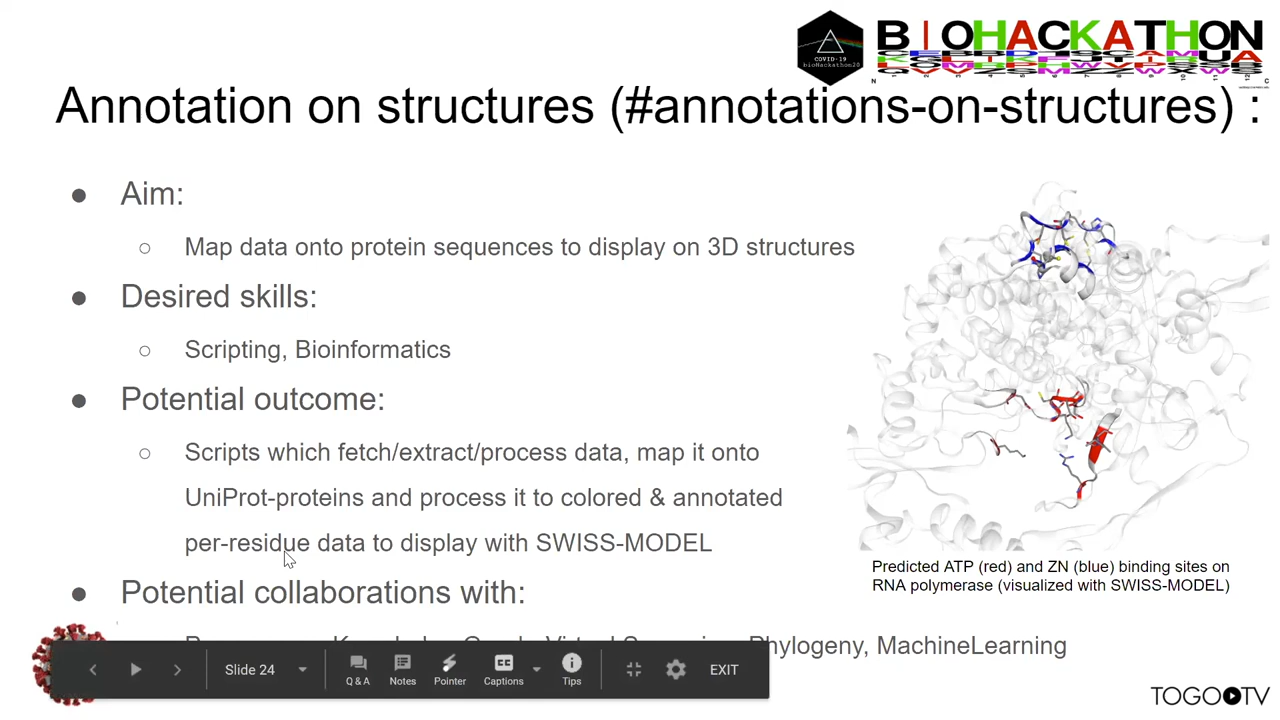 BIOHACKATHON
COVID-19
bioHackathon20
Annotation on structures (#annotations-on-structures) :
● Aim:
○ Map data onto protein sequences to display on 3D structures
● Desired skills:
○ Scripting, Bioinformatics
● Potential outcome:
○ Scripts which fetch/extract/process data, map it onto
UniProt-proteins and process it to colored & annotated
per-residue data to display with SWISS-MODEL
Predicted ATP (red) and ZN (blue) binding sites on
RNA polymerase (visualized with SWISS-MODEL)
● Potential collaborations with:
Phylogeny, MachineLearning
Slide 24
Q & A
Notes
Pointer
CC
Captions
Tips
EXIT
TOGO TV